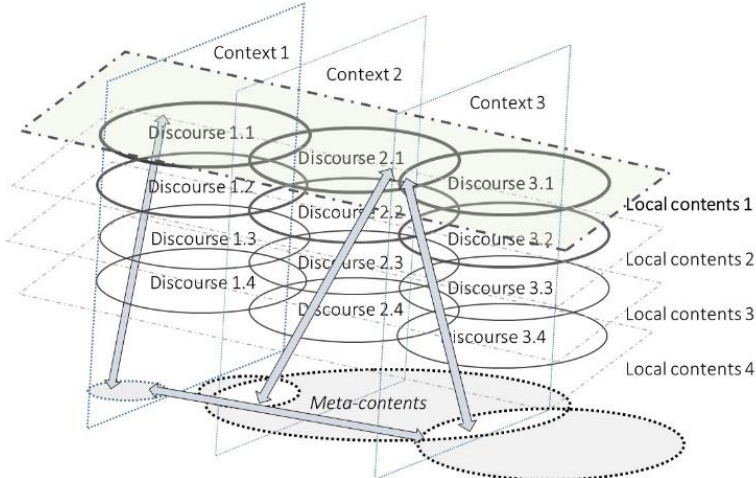 Context 1
Context 2
Context 3
Discourse 1.1
Discourse 2.1
Discourse 3.1
Local contents 1
Discourse 1.2
Discourse 2.2
Discourse 3.2
Local contents 2
Discourse 1.3
Discourse 2.3
Discourse 3.3
Local contents 3
Discourse 1.4
Discourse 2.4
Discourse 3.4
Local contents 4
Meta-contents